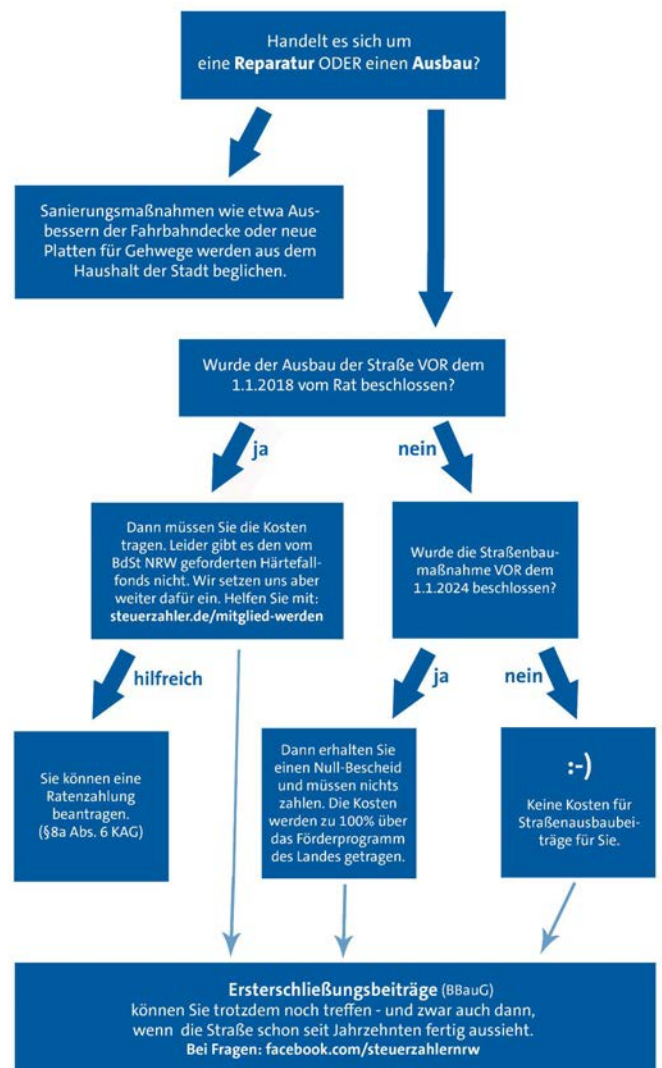 Handelt es sich um
eine Reparatur ODER einen Ausbau?
Sanierungsmaßnahmen wie etwa Aus-
bessern der Fahrbahndecke oder neue
Platten für Gehwege werden aus dem
Haushalt der Stadt beglichen.
Wurde der Ausbau der Straße VOR dem
1.1.2018 vom Rat beschlossen?
ja
nein
Dann müssen Sie die Kosten
tragen. Leider gibt es den vom
BdSt NRW geforderten Härtefall-
fonds nicht. Wir setzen uns aber
weiter dafür ein. Helfen Sie mit:
steuerzahler.de/mitglied-werden
Wurde die Straßenbau-
maßnahme VOR dem
1.1.2024 beschlossen?
hilfreich
ja
nein
Sie können eine
Ratenzahlung
beantragen.
(§8a Abs. 6 KAG)
Dann erhalten Sie
einen Null-Bescheid
und müssen nichts
zahlen. Die Kosten
werden zu 100% über
das Förderprogramm
des Landes getragen.
:-)
Keine Kosten für
Straßenausbaubei-
träge für Sie.
Ersterschließungsbeiträge (BBauG)
können Sie trotzdem noch treffen - und zwar auch dann,
wenn die Straße schon seit Jahrzehnten fertig aussieht.
Bei Fragen: facebook.com/steuerzahlernrw